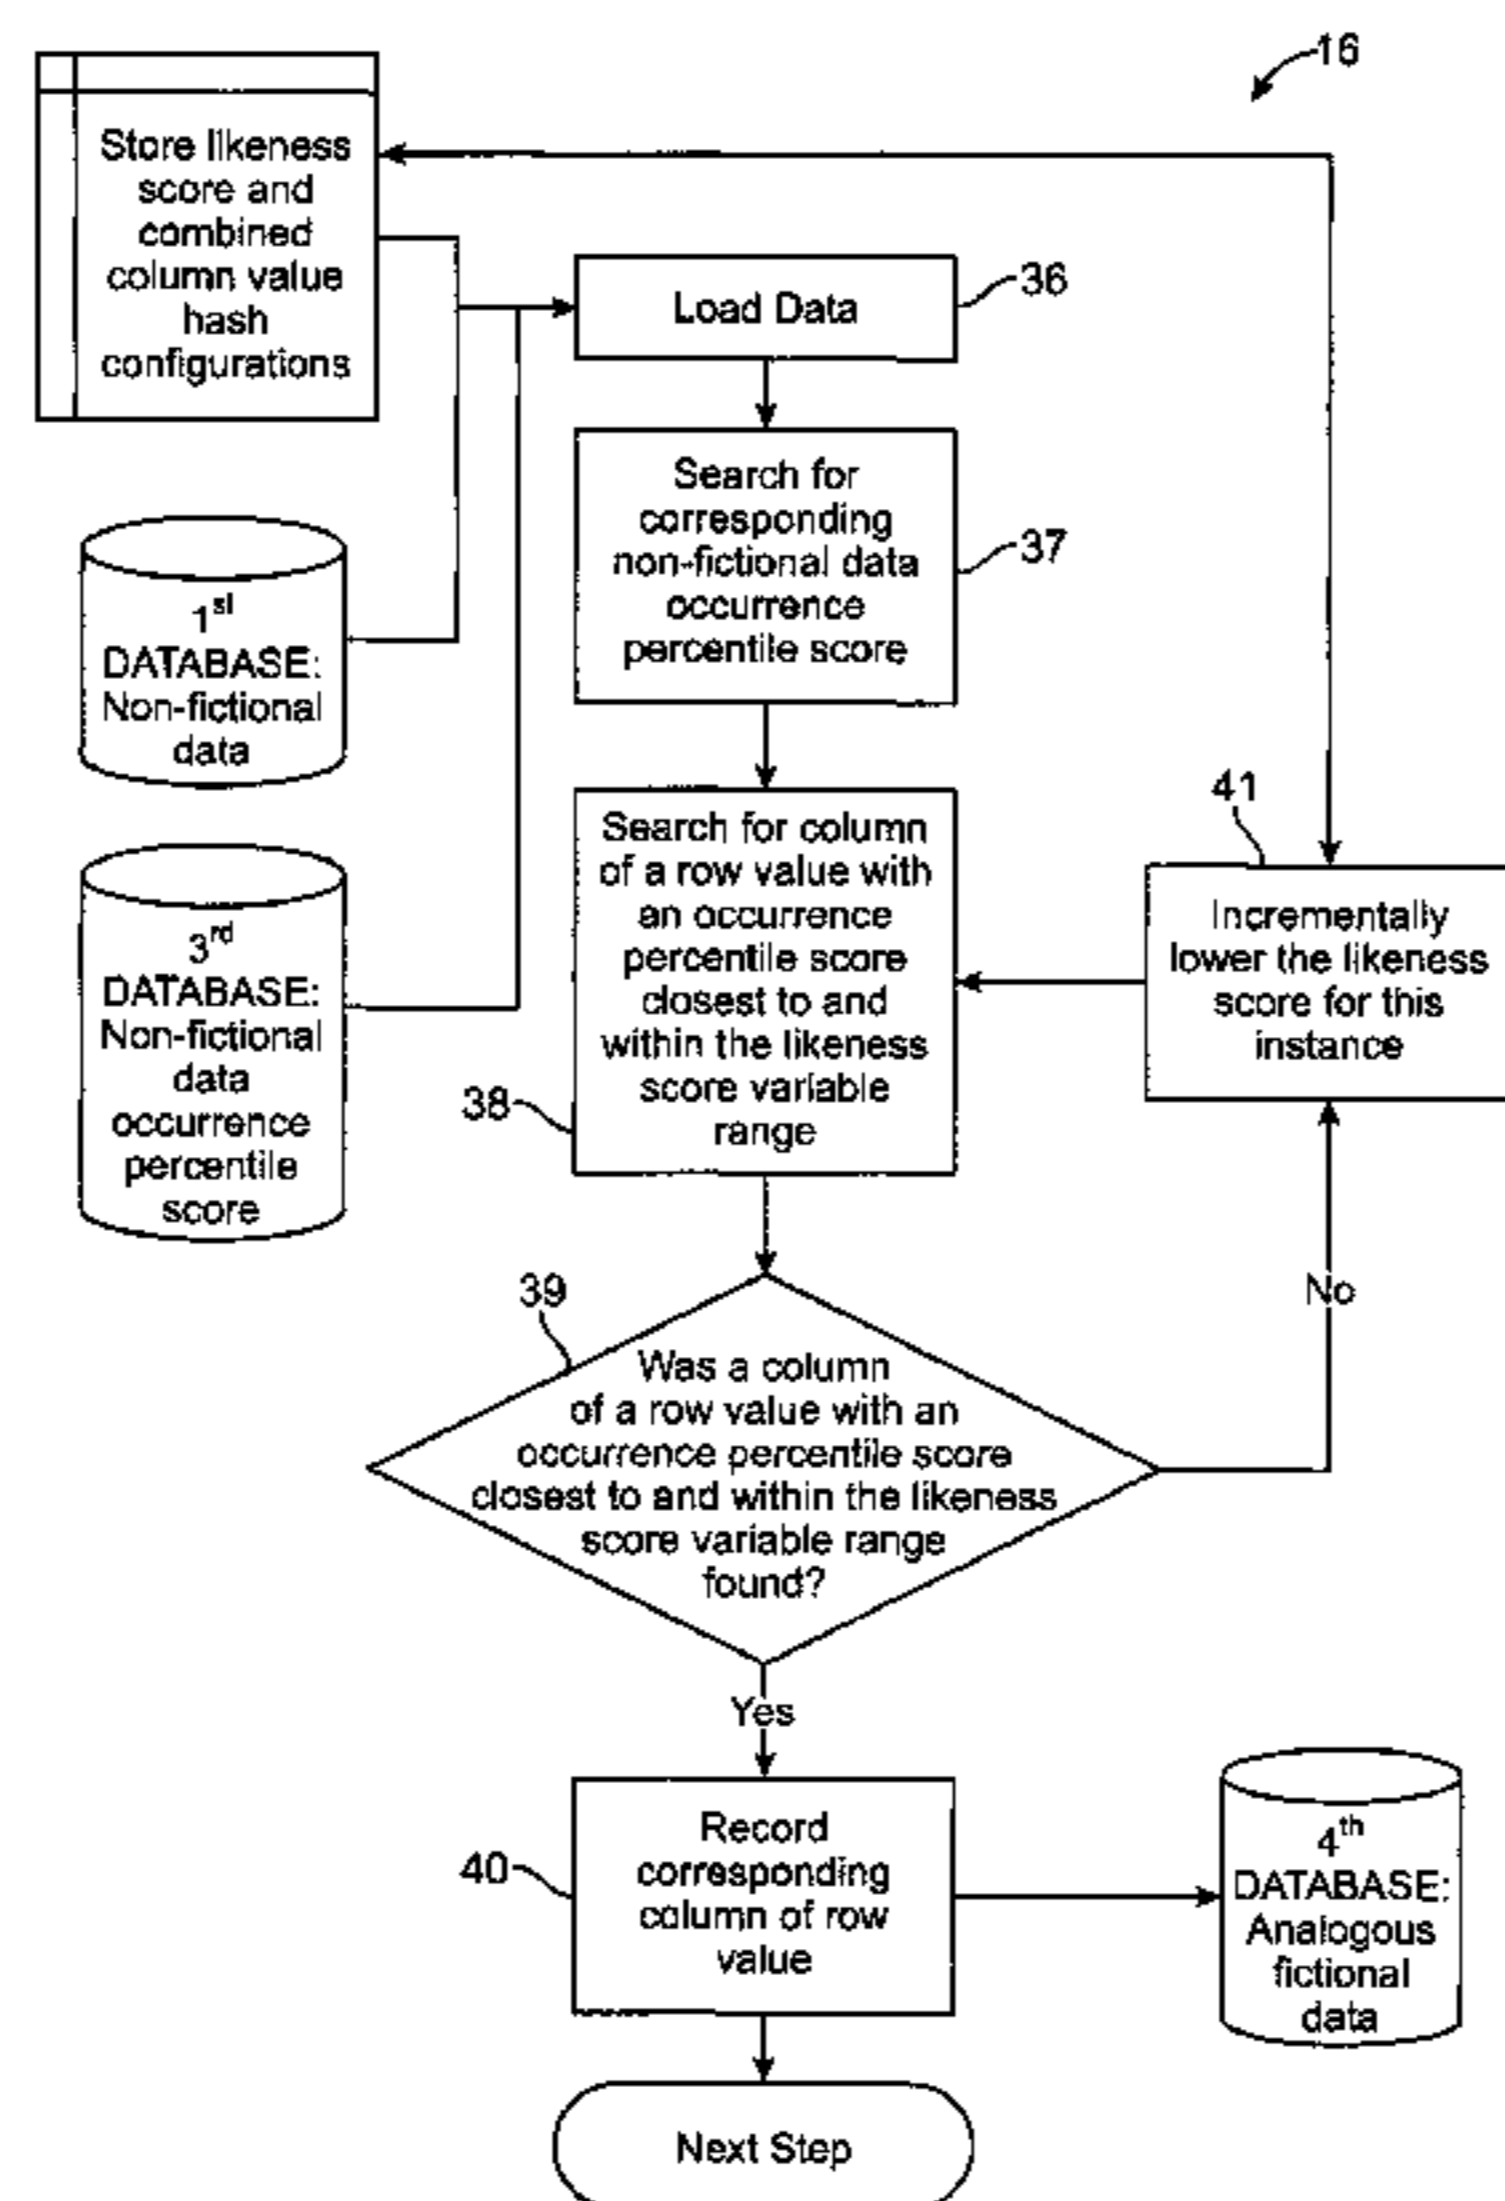 16
Store likeness
score and
combined
column value
hash
configurations
Load Data
36
Search for
corresponding
non-fictional data
occurrence
percentile score
37
1st
DATABASE:
Non-fictional
data
Search for column
of a row value with
an occurrence
percentile score
closest to and
within the likeness
score variable
range
38
41
Incrementally
lower the likeness
score for this
instance
3rd
DATABASE:
Non-fictional
data
occurrence
percentile
score
39
Was a column
of a row value with an
occurrence percentile score
closest to and within the likeness
score variable range
found?
No
Yes
Record
corresponding
column of row
value
40
4th
DATABASE:
Analogous
fictional
data
Next Step